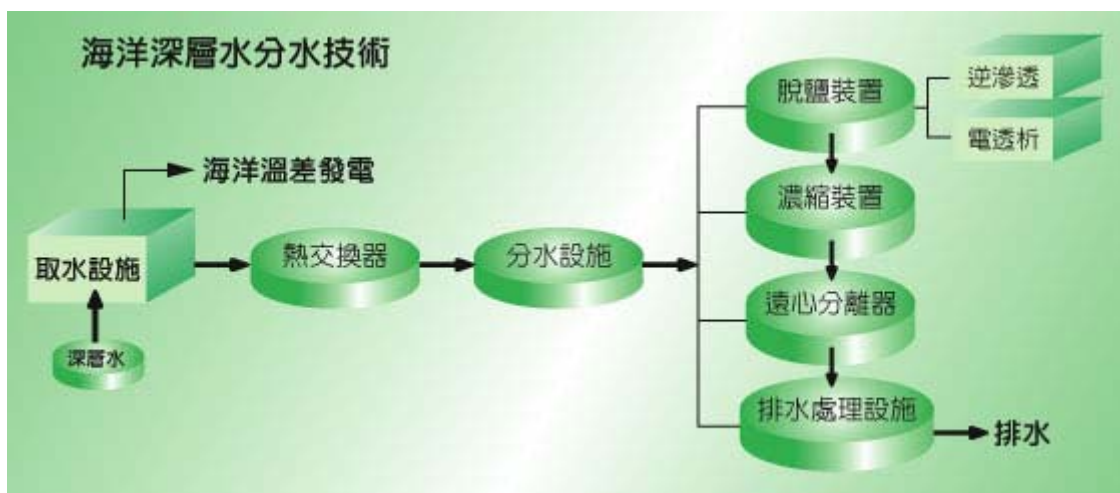 海洋深層水分水技術
海洋溫差發電
取水設施
深層水
熱交換器
分水設施
脫鹽裝置
逆滲透
電透析
濃縮裝置
遠心分離器
排水處理設施
排水